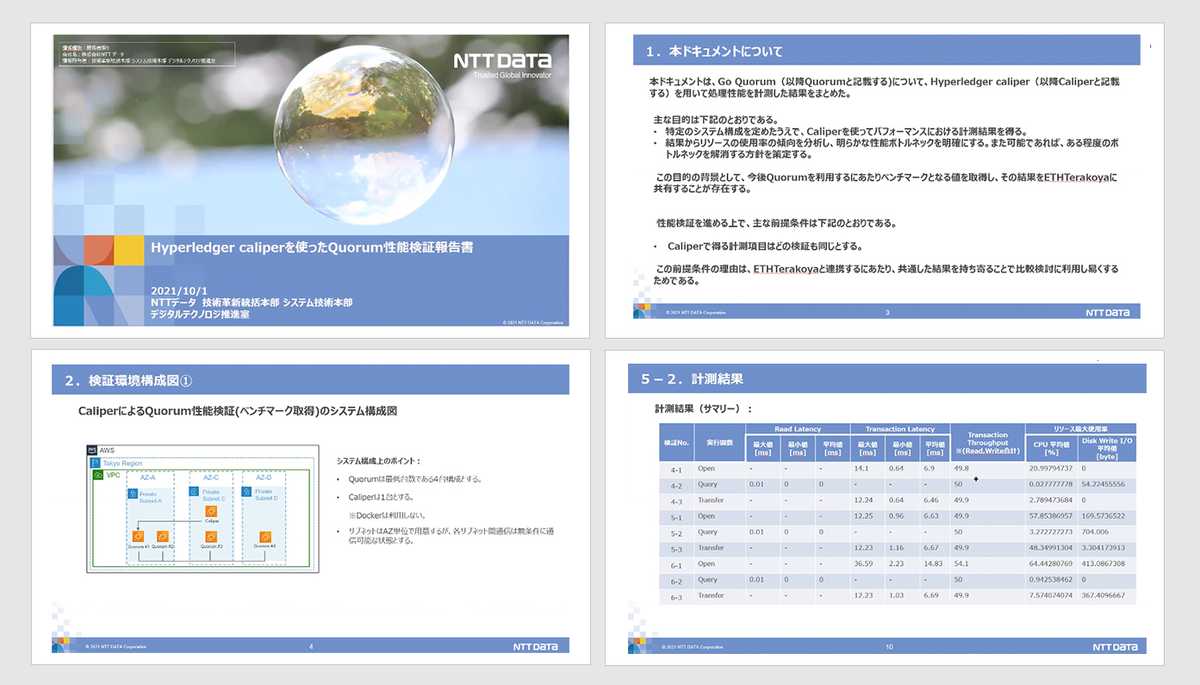 NTT DATA
Trusted Global Innovator
Hyperledger caliperを使ったQuorum性能検証報告書
2021/10/1
NTTデータ 技術革新統括本部 システム技術本部
デジタルテクノロジ推進室
© 2021 NTT DATA Corporation
1．本ドキュメントについて
本ドキュメントは、Go Quorum（以降Quorumと記載する)について、Hyperledger caliper（以降Caliperと記載
する）を用いて処理性能を計測した結果をまとめた。
主な目的は下記のとおりである。
・ 特定のシステム構成を定めたうえで、Caliperを使ってパフォーマンスにおける計測結果を得る。
・ 結果からリソースの使用率の傾向を分析し、明らかな性能ボトルネックを明確にする。また可能であれば、ある程度のボ
トルネックを解消する方針を策定する。
この目的の背景として、今後Quorumを利用するにあたりベンチマークとなる値を取得し、その結果をETHTerakoyaに
共有することが存在する。
性能検証を進める上で、主な前提条件は下記のとおりである。
・ Caliperで得る計測項目はどの検証も同じとする。
この前提条件の理由は、ETHTerakoyaと連携するにあたり、共通した結果を持ち寄ることで比較検討に利用し易くする
ためである。
© 2021 NTT DATA Corporation
3
NTT DATA
2．検証環境構成図①
CaliperによるQuorum性能検証(ベンチマーク取得)のシステム構成図
AWS
Tokyo Region
VPC
AZ-A
AZ-C
AZ-D
Private
Subnet A
Private
Subnet C
Private
Subnet D
Caliper
Quorum #1
Quorum #2
Quorum #3
Quorum #4
システム構成上のポイント：
・ Quorumは最低台数である4台構成とする。
・ Caliperは1台とする。
※Dockerは利用しない。
・ サブネットはAZ単位で用意するが、各サブネット間通信は無条件に通
信可能な状態とする。
© 2021 NTT DATA Corporation
4
NTT DATA
5－2．計測結果
計測結果（サマリー）：
検証No. 実行関数 Read Latency Transaction Latency Transaction Throughput ※(Read,Write合計) リソース最大使用率
最大値 [ms] 最小値 [ms] 平均値 [ms] 最大値 [ms] 最小値 [ms] 平均値 [ms] CPU 平均値 [%] Disk Write I/O 平均値 [byte]
4-1 Open - - - 14.1 0.64 6.9 49.8 20.99794737 0
4-2 Query 0.01 0 0 - - - 50 0.027777778 54.22455556
4-3 Transfer - - - 12.24 0.64 6.46 49.9 2.789473684 0
5-1 Open - - - 12.25 0.96 6.63 49.9 57.85386957 169.5736522
5-2 Query 0.01 0 0 - - - 50 3.272727273 704.006
5-3 Transfer - - - 12.23 1.16 6.67 49.9 48.34991304 3.304173913
6-1 Open - - - 36.59 2.23 14.83 54.1 64.44280769 413.0867308
6-2 Query 0.01 0 0 - - - 50 0.942538462 0
6-3 Transfer - - - 12.23 1.03 6.69 49.9 7.574074074 367.4096667
© 2021 NTT DATA Corporation
10
NTT DATA